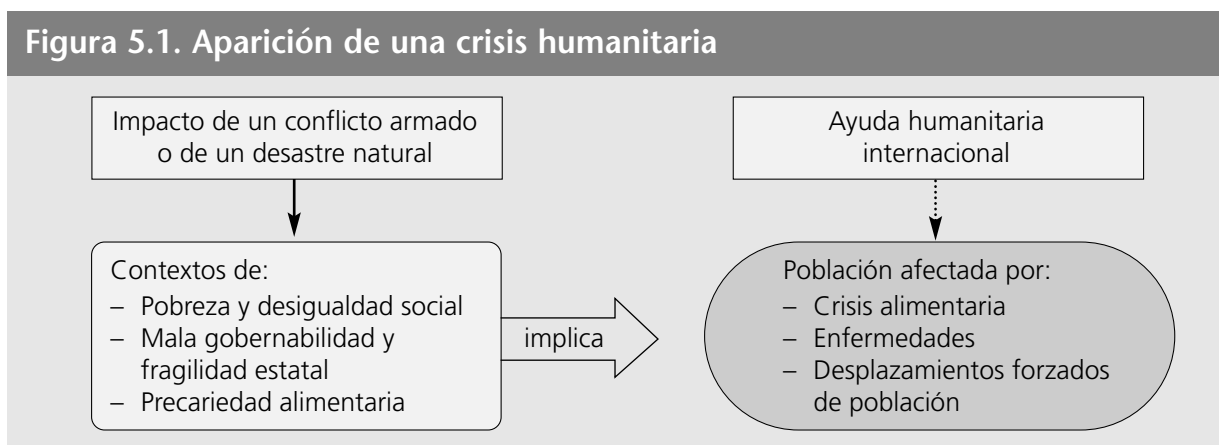 Figura 5.1. Aparición de una crisis humanitaria
Impacto de un conflicto armado
o de un desastre natural
Ayuda humanitaria
internacional
Contextos de:
– Pobreza y desigualdad social
– Mala gobernabilidad y
fragilidad estatal
– Precariedad alimentaria
implica
Población afectada por:
– Crisis alimentaria
– Enfermedades
– Desplazamientos forzados
de población